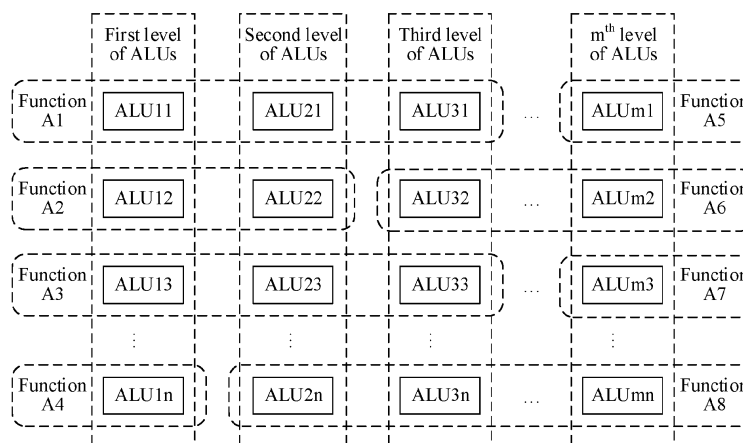 First level of ALUs
Second level of ALUs
Third level of ALUs
mth level of ALUs
Function A1
ALU11
ALU21
ALU31
...
ALUm1
Function A5
Function A2
ALU12
ALU22
ALU32
...
ALUm2
Function A6
Function A3
ALU13
ALU23
ALU33
...
ALUm3
Function A7
Function A4
ALU1n
ALU2n
ALU3n
...
ALUmn
Function A8